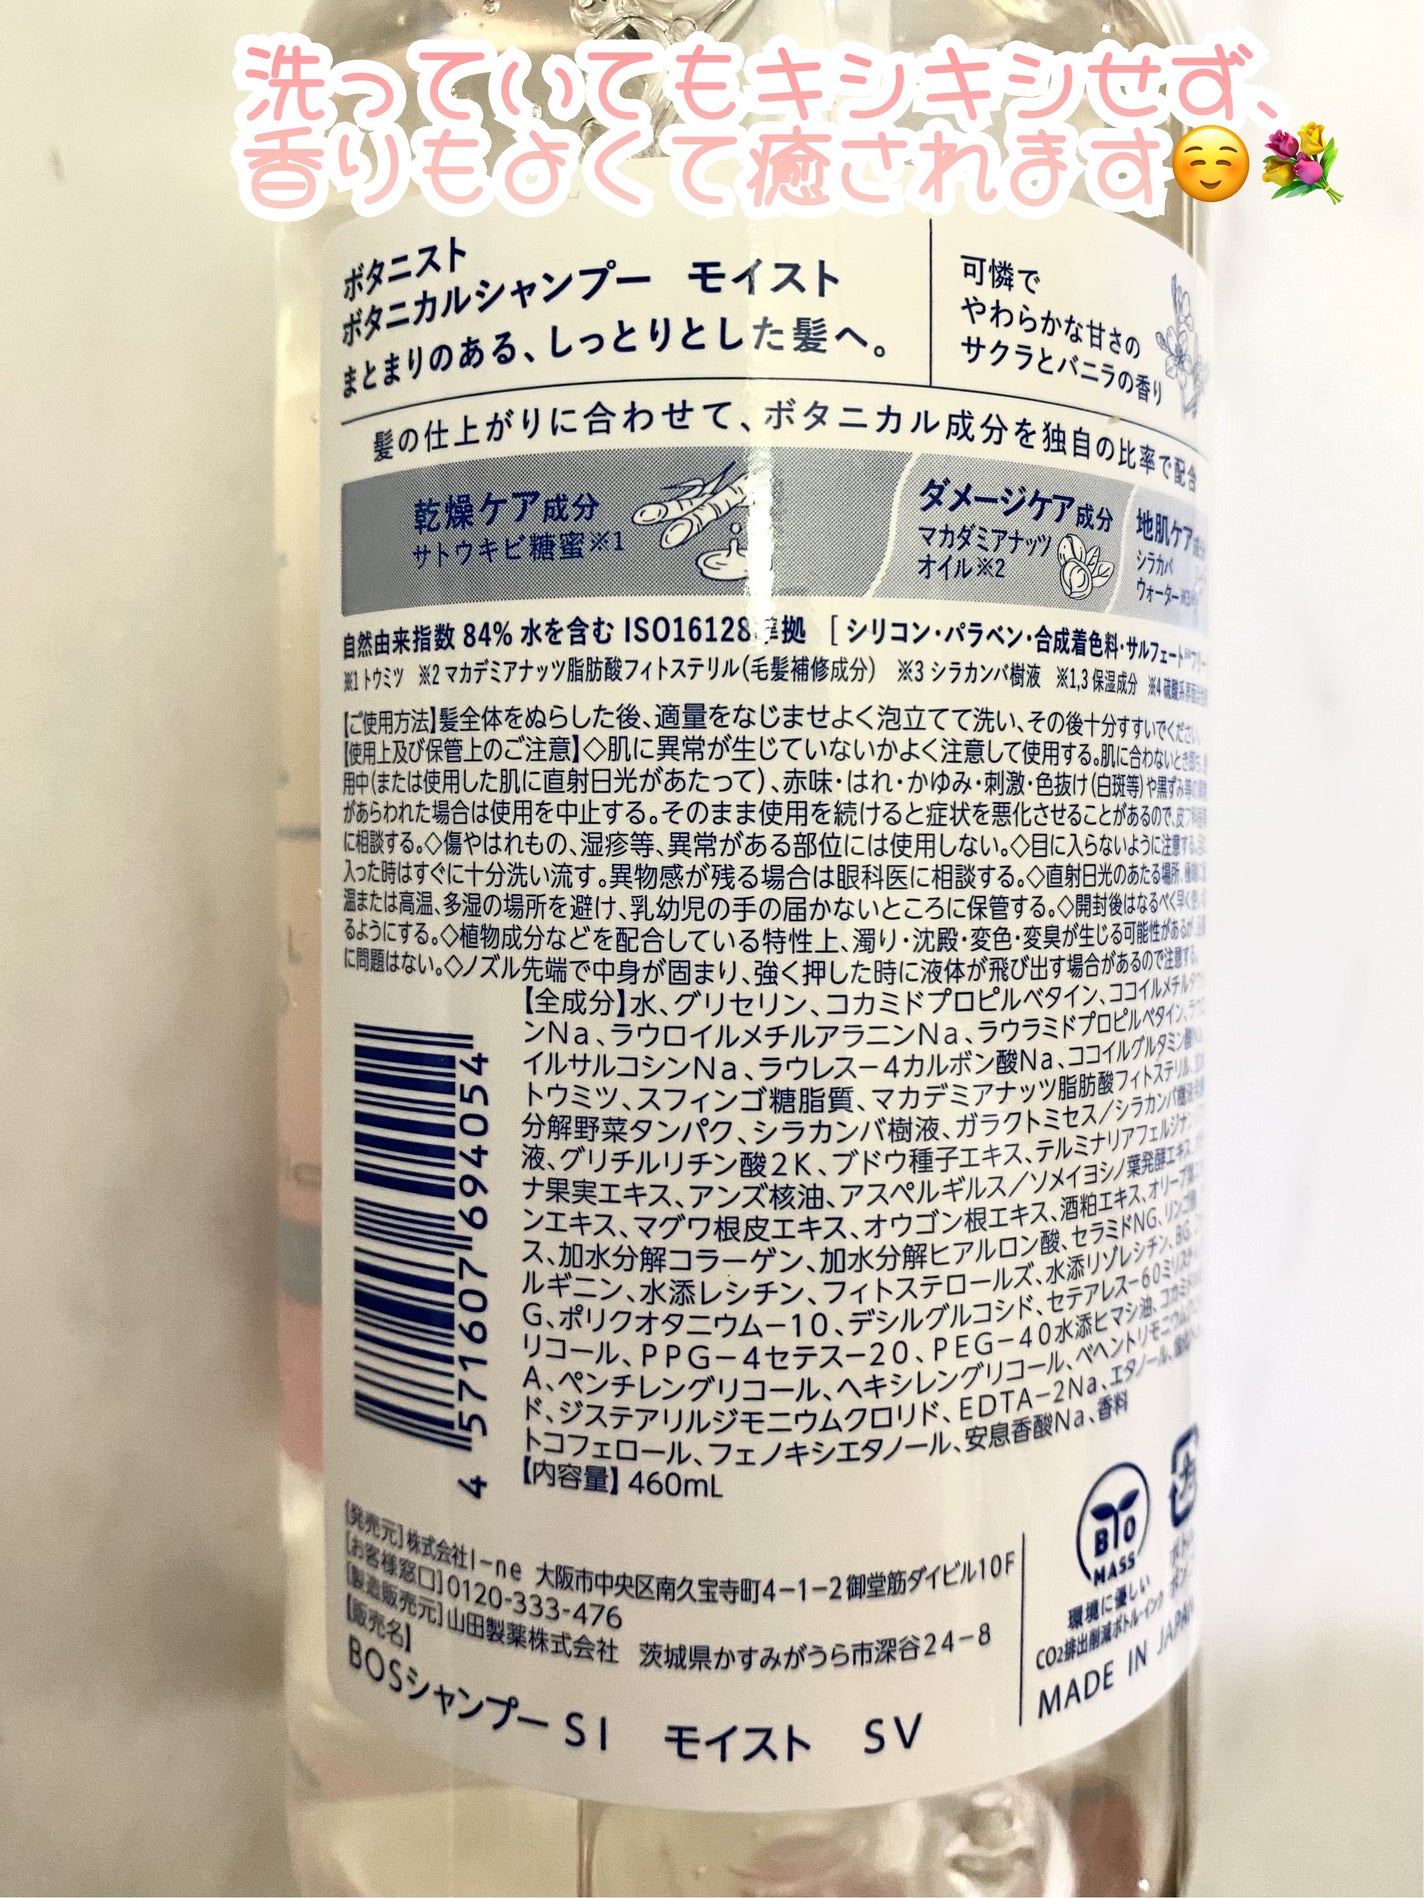 洗っていてもキシキシせず、
香りもよくて癒されます☺️💐
ボタニスト
ボタニカルシャンプー モイスト
まとまりのある、しっとりとした髪へ。
可憐で
やわらかな甘さの
サクラとバニラの香り
髪の仕上がりに合わせて、ボタニカル成分を独自の比率で配合
乾燥ケア成分
サトウキビ糖蜜※1
ダメージケア成分
マカダミアナッツ
オイル※2
地肌ケア成分
シラカバ
ウォーター
自然由来指数 84% 水を含む ISO16128準拠 [シリコン・パラベン・合成着色料・サルフェート
※1 トウミツ ※2 マカデミアナッツ脂肪酸フィトステリル(毛髪補修成分) ※3 シラカンバ樹液 ※1,3 保湿成分 ※4
【ご使用方法】髪全体をぬらした後、適量をなじませよく泡立てて洗い、その後十分すすいでください。
【使用上及び保管上のご注意】◇肌に異常が生じていないかよく注意して使用する。肌に合わないとき
用中(または使用した肌に直射日光があたって)、赤味・はれ・かゆみ・刺激・色抜け(白斑等)や黒ずみ
があらわれた場合は使用を中止する。そのまま使用を続けると症状を悪化させることがあるので、
に相談する。◇傷やはれもの、湿疹等、異常がある部位には使用しない。◇目に入らないように注意する。
入った時はすぐに十分洗い流す。異物感が残る場合は眼科医に相談する。◇直射日光のあたる場所、
温または高温、多湿の場所を避け、乳幼児の手の届かないところに保管する。◇開封後はなるべく早く
るようにする。◇植物成分などを配合している特性上、濁り・沈殿・変色・変臭が生じる可能性があるが、
に問題はない。◇ノズル先端で中身が固まり、強く押した時に液体が飛び出す場合があるので注意する。
【全成分】水、グリセリン、コカミドプロピルベタイン、ココイルメチルタウリ
ンNa、ラウロイルメチルアラニンNa、ラウラミドプロピルベタイン、
イルサルコシンNa、ラウレス－4カルボン酸Na、ココイルグルタミン酸
トウミツ、スフィンゴ糖脂質、マカデミアナッツ脂肪酸フィトステリル、
分解野菜タンパク、シラカンバ樹液、ガラクトミセス／シラカンバ樹液
液、グリチルリチン酸2K、ブドウ種子エキス、テルミナリアフェルジナン
ナ果実エキス、アンズ核油、アスペルギルス／ソメイヨシノ葉発酵エキス、
ンエキス、マグワ根皮エキス、オウゴン根エキス、酒粕エキス、オリーブ
ス、加水分解コラーゲン、加水分解ヒアルロン酸、セラミドNG、リンゴ酸、
ルギニン、水添レシチン、フィトステロールズ、水添リゾレシチン、BG、
G、ポリクオタニウム－10、デシルグルコシド、セテアレス－60ミリスチル
リコール、PPG－4セテス－20、PEG－40水添ヒマシ油、
A、ペンチレングリコール、ヘキシレングリコール、ベヘントリモニウム
ド、ジステアリルジモニウムクロリド、EDTA－2Na、エタノール、
トコフェロール、フェノキシエタノール、安息香酸Na、香料
【内容量】460mL
4 571607 694054
【発売元】株式会社I－ne 大阪市中央区南久宝寺町4－1－2御堂筋ダイビル10F
【お客様窓口】0120-333-476
【製造販売元】山田製薬株式会社 茨城県かすみがうら市深谷24－8
【販売名】
BOSシャンプーSI モイスト SV
BIO
MASS
環境に優しい
CO2排出削減ボトル・インク
MADE IN JAPAN